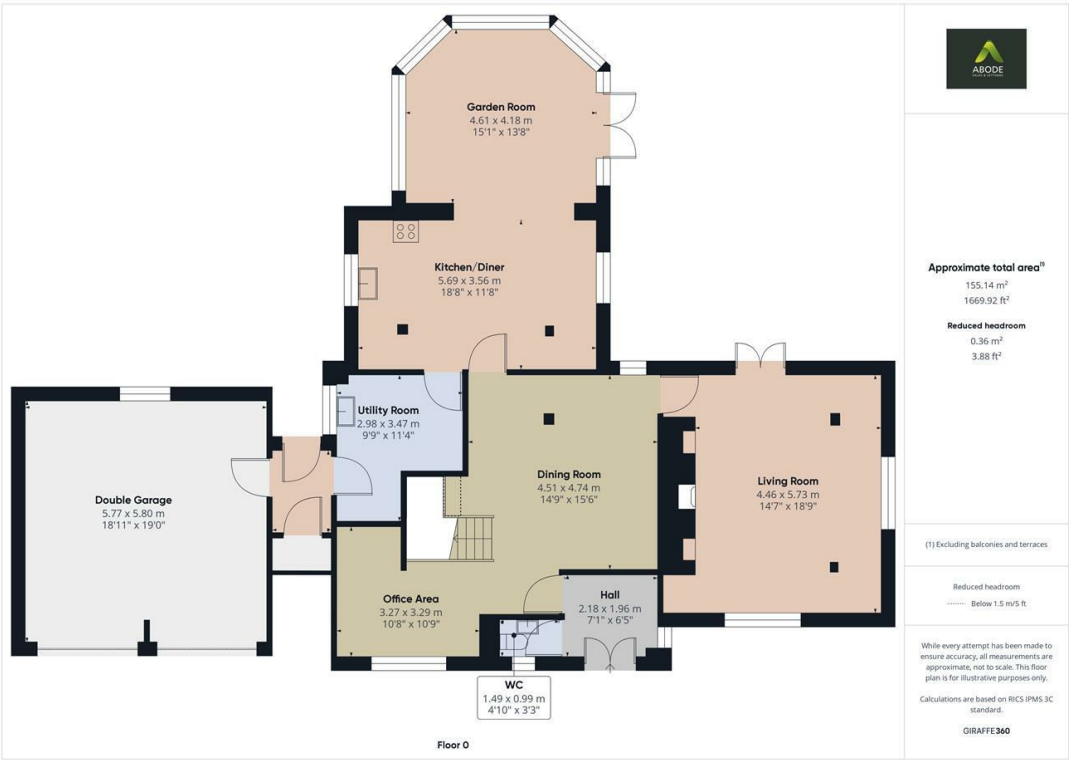 Garden Room
4.61 x 4.18 m
15'1" x 13'8"
Kitchen/Diner
5.69 x 3.56 m
18'8" x 11'8"
Utility Room
2.98 x 3.47 m
9'9" x 11'4"
Double Garage
5.77 x 5.80 m
18'11" x 19'0"
Dining Room
4.51 x 4.74 m
14'9" x 15'6"
Living Room
4.46 x 5.73 m
14'7" x 18'9"
Office Area
3.27 x 3.29 m
10'8" x 10'9"
Hall
2.18 x 1.96 m
7'1" x 6'5"
WC
1.49 x 0.99 m
4'10" x 3'3"
Floor 0
ABODE
SALES & LETTINGS
Approximate total area(1)
155.14 m²
1669.92 ft²
Reduced headroom
0.36 m²
3.88 ft²
(1) Excluding balconies and terraces
Reduced headroom
Below 1.5 m/5 ft
While every attempt has been made to
ensure accuracy, all measurements are
approximate, not to scale. This floor
plan is for illustrative purposes only.
Calculations are based on RICS IPMS 3C
standard.
GIRAFFE360